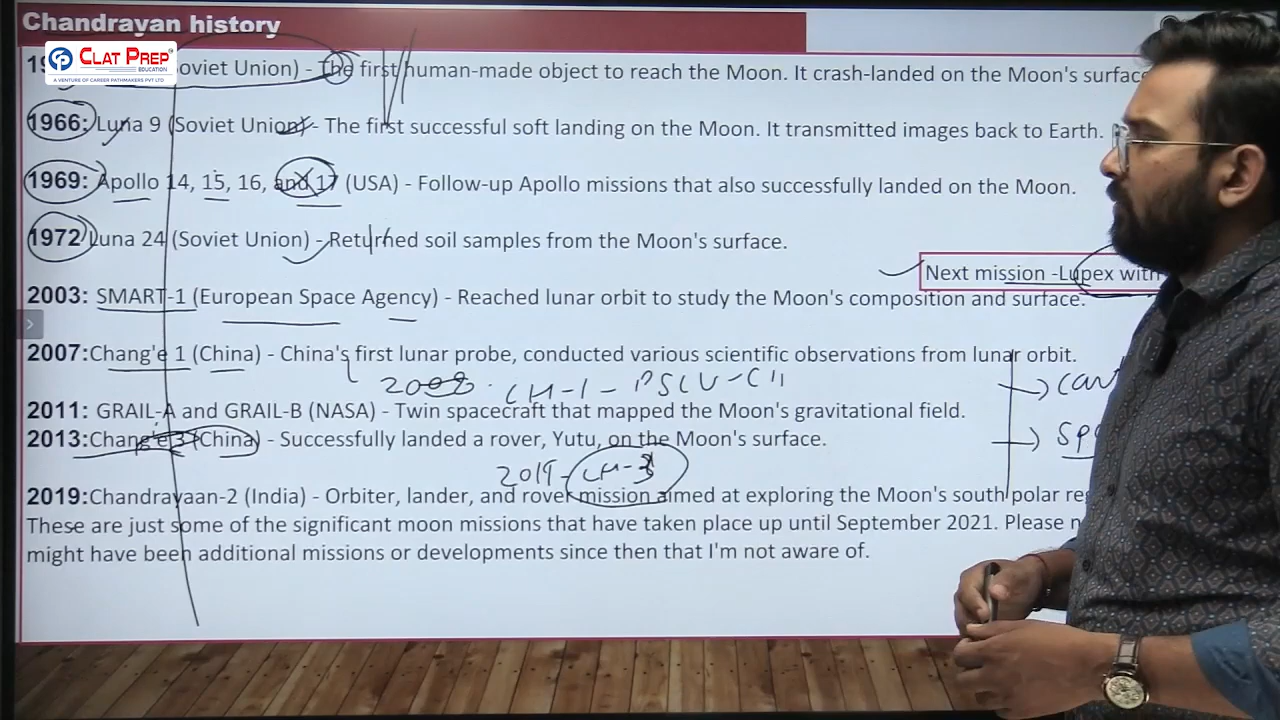 Chandrayan history
CLAT PREP
EDUCATION
A VENTURE OF CAREER PATHMAKERS PVT LTD
oviet Union) - The first human-made object to reach the Moon. It crash-landed on the Moon's surfac
1966: Luna 9 (Soviet Union) - The first successful soft landing on the Moon. It transmitted images back to Earth.
1969: Apollo 14, 15, 16, and 17 (USA) - Follow-up Apollo missions that also successfully landed on the Moon.
1972 Luna 24 (Soviet Union) - Returned soil samples from the Moon's surface.
Next mission -Lupex with
2003: SMART-1 (European Space Agency) - Reached lunar orbit to study the Moon's composition and surface.
2007:Chang'e 1 (China) - China's first lunar probe, conducted various scientific observations from lunar orbit.
2008 CH-1 - PSLV-C11
2011: GRAIL-A and GRAIL-B (NASA) - Twin spacecraft that mapped the Moon's gravitational field.
2013:Chang'e 3 (China) - Successfully landed a rover, Yutu, on the Moon's surface.
2019 - CH-
2019:Chandrayaan-2 (India) - Orbiter, lander, and rover mission aimed at exploring the Moon's south polar re
These are just some of the significant moon missions that have taken place up until September 2021. Please n
might have been additional missions or developments since then that I'm not aware of.